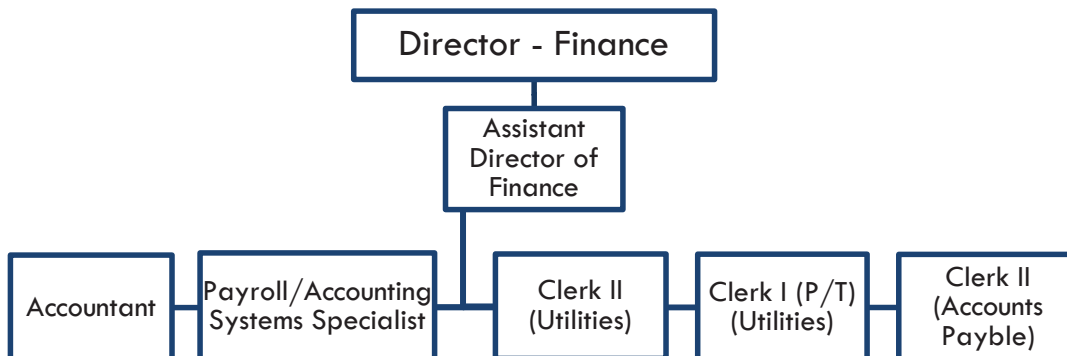 Director - Finance
Assistant
Director of
Finance
Accountant
Payroll/Accounting
Systems Specialist
Clerk II
(Utilities)
Clerk I (P/T)
(Utilities)
Clerk II
(Accounts
Payble)